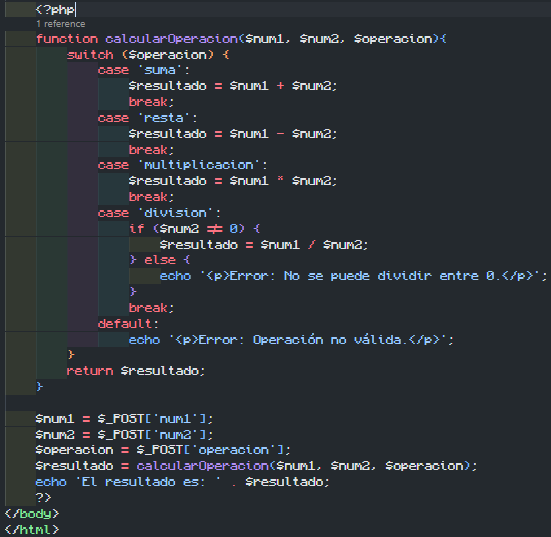 <?php
1 reference
function calcularOperacion($num1, $num2, $operacion){
switch ($operacion) {
case 'suma':
$resultado = $num1 + $num2;
break;
case 'resta':
$resultado = $num1 - $num2;
break;
case 'multiplicacion':
$resultado = $num1 * $num2;
break;
case 'division':
if ($num2 != 0) {
$resultado = $num1 / $num2;
} else {
echo '<p>Error: No se puede dividir entre 0.</p>';
}
break;
default:
echo '<p>Error: Operación no válida.</p>';
}
return $resultado;
}
$num1 = $_POST['num1'];
$num2 = $_POST['num2'];
$operacion = $_POST['operacion'];
$resultado = calcularOperacion($num1, $num2, $operacion);
echo 'El resultado es: ' . $resultado;
?>
</body>
</html>